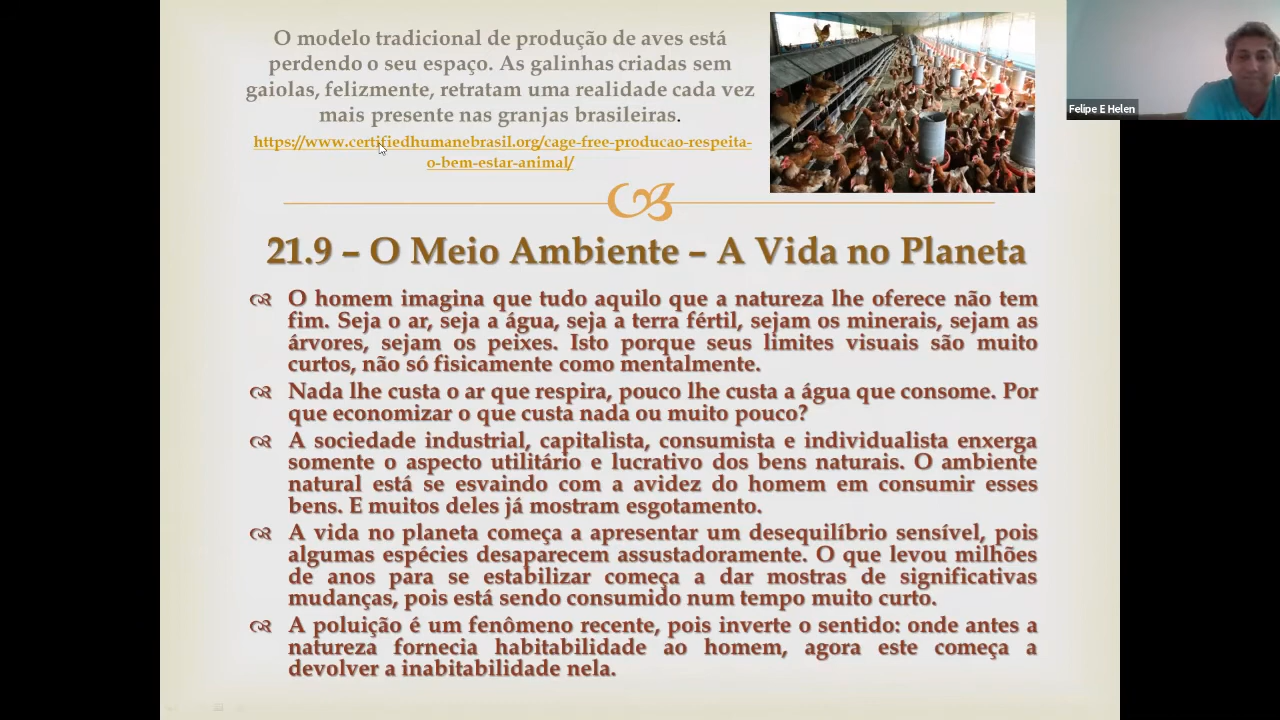 O modelo tradicional de produção de aves está
perdendo o seu espaço. As galinhas criadas sem
gaiolas, felizmente, retratam uma realidade cada vez
mais presente nas granjas brasileiras.
https://www.certifiedhumanebrasil.org/cage-free-producao-respeita-
o-bem-estar-animal/
Felipe E Helen
21.9 – O Meio Ambiente – A Vida no Planeta
O homem imagina que tudo aquilo que a natureza lhe oferece não tem
fim. Seja o ar, seja a água, seja a terra fértil, sejam os minerais, sejam as
árvores, sejam os peixes. Isto porque seus limites visuais são muito
curtos, não só fisicamente como mentalmente.
Nada lhe custa o ar que respira, pouco lhe custa a água que consome. Por
que economizar o que custa nada ou muito pouco?
A sociedade industrial, capitalista, consumista e individualista enxerga
somente o aspecto utilitário e lucrativo dos bens naturais. O ambiente
natural está se esvaindo com a avidez do homem em consumir esses
bens. E muitos deles já mostram esgotamento.
A vida no planeta começa a apresentar um desequilíbrio sensível, pois
algumas espécies desaparecem assustadoramente. O que levou milhões
de anos para se estabilizar começa a dar mostras de significativas
mudanças, pois está sendo consumido num tempo muito curto.
A poluição é um fenômeno recente, pois inverte o sentido: onde antes a
natureza fornecia habitabilidade ao homem, agora este começa a
devolver a inabitabilidade nela.